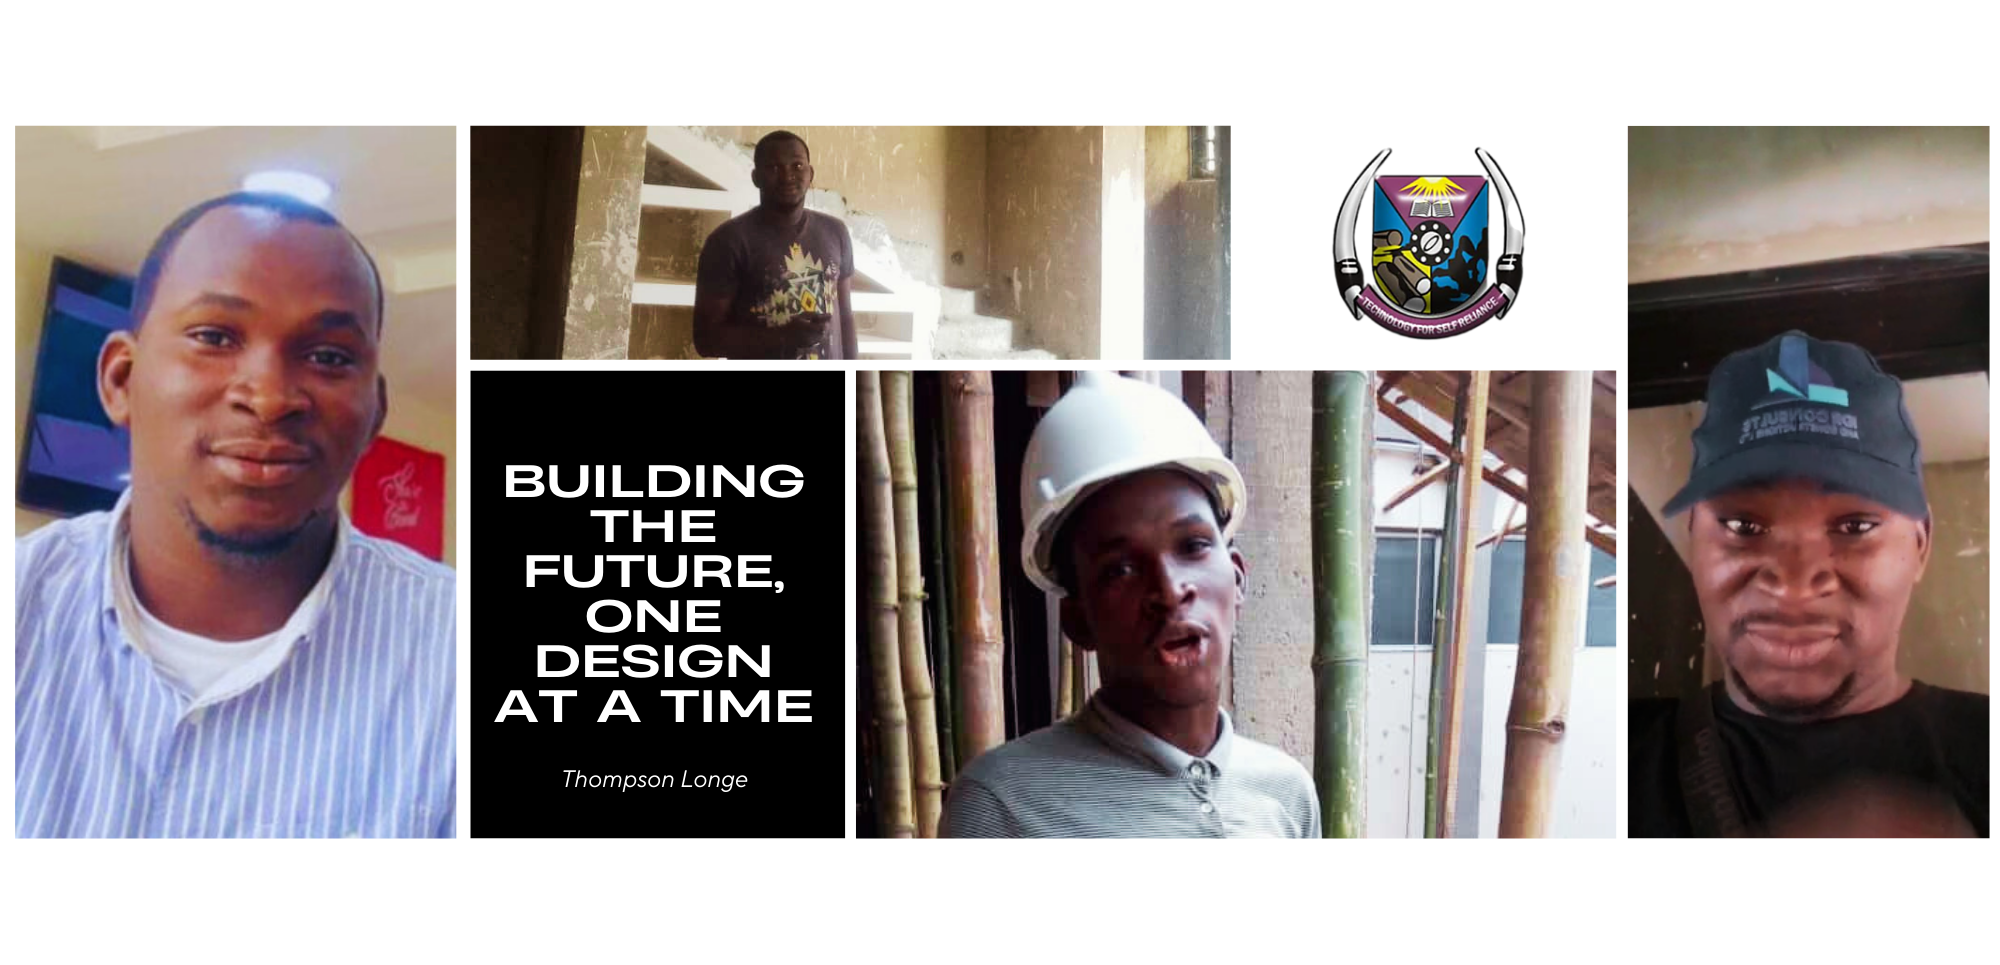 TECHNOLOGY FOR SELF RELIANCE
BUILDING
THE
FUTURE,
ONE
DESIGN
AT A TIME
Thompson Longe